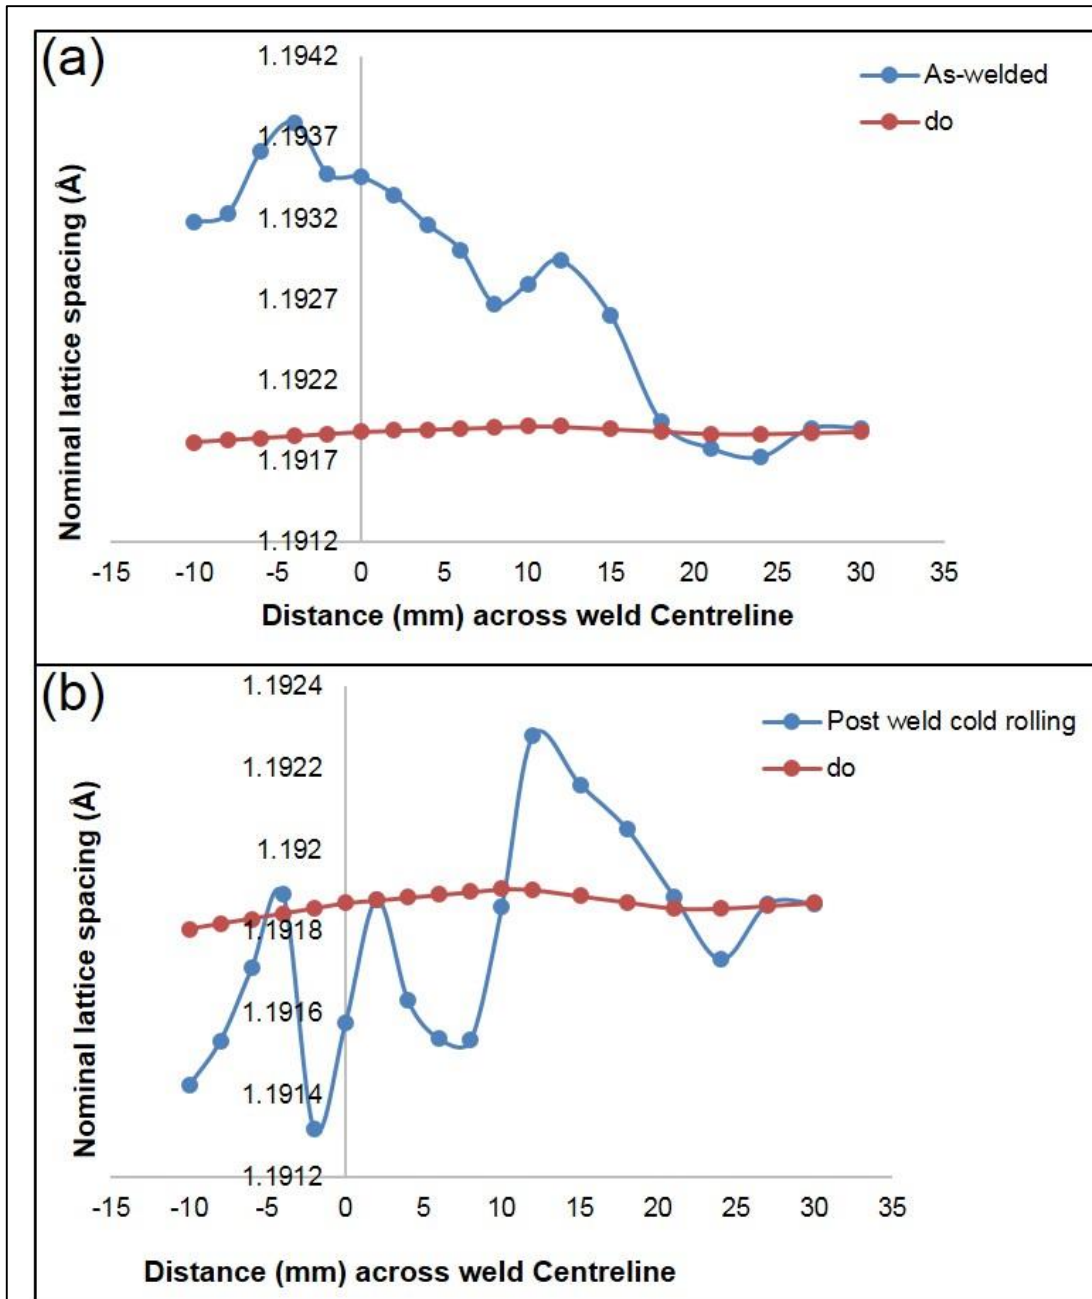 (a)
1.1942
As-welded
do
1.1937
1.1932
1.1927
1.1922
1.1917
1.1912
Nominal lattice spacing (Å)
-15 -10 -5 0 5 10 15 20 25 30 35
Distance (mm) across weld Centreline
(b)
1.1924
Post weld cold rolling
1.1922
do
1.192
1.1918
1.1916
1.1914
1.1912
Nominal lattice spacing (Å)
-15 -10 -5 0 5 10 15 20 25 30 35
Distance (mm) across weld Centreline